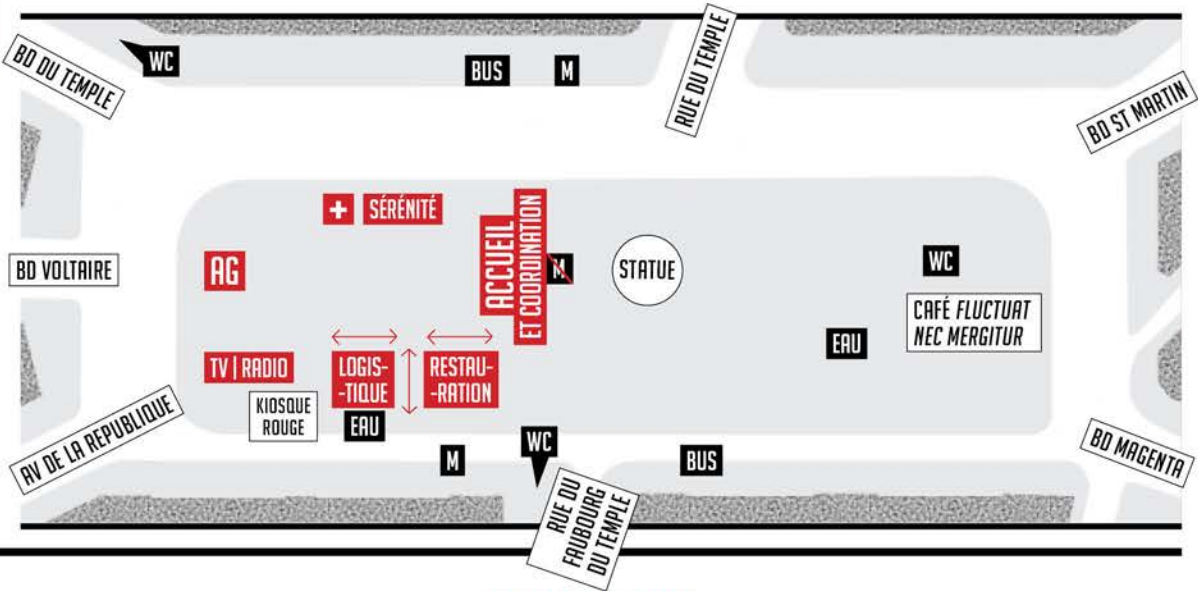 BD DU TEMPLE
WC
BUS
M
RUE DU TEMPLE
BD ST MARTIN
+
SÉRÉNITÉ
ACCUEIL
ET COORDINATION
M
STATUE
BD VOLTAIRE
AG
WC
CAFÉ FLUCTUAT
NEC MERGITUR
EAU
TV | RADIO
LOGIS-
-TIQUE
RESTAU-
-RATION
KIOSQUE
ROUGE
EAU
AV DE LA REPUBLIQUE
M
WC
BUS
BD MAGENTA
RUE DU
FAUBOURG
DU TEMPLE